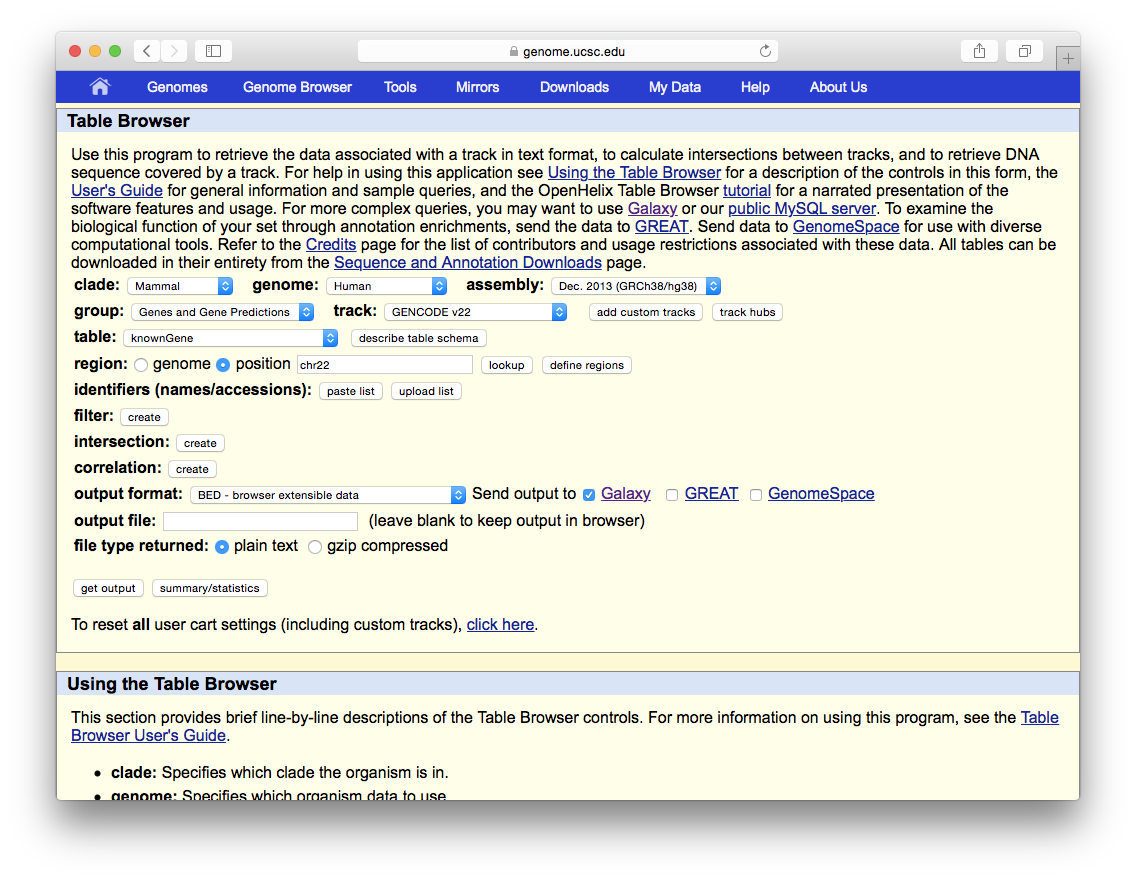 genome.ucsc.edu
Genomes Genome Browser Tools Mirrors Downloads My Data Help About Us
Table Browser
Use this program to retrieve the data associated with a track in text format, to calculate intersections between tracks, and to retrieve DNA
sequence covered by a track. For help in using this application see Using the Table Browser for a description of the controls in this form, the
User's Guide for general information and sample queries, and the OpenHelix Table Browser tutorial for a narrated presentation of the
software features and usage. For more complex queries, you may want to use Galaxy or our public MySQL server. To examine the
biological function of your set through annotation enrichments, send the data to GREAT. Send data to GenomeSpace for use with diverse
computational tools. Refer to the Credits page for the list of contributors and usage restrictions associated with these data. All tables can be
downloaded in their entirety from the Sequence and Annotation Downloads page.
clade: Mammal genome: Human assembly: Dec. 2013 (GRCh38/hg38)
group: Genes and Gene Predictions track: GENCODE v22 add custom tracks track hubs
table: knownGene describe table schema
region: genome position chr22 lookup define regions
identifiers (names/accessions): paste list upload list
filter: create
intersection: create
correlation: create
output format: BED - browser extensible data Send output to Galaxy GREAT GenomeSpace
output file: (leave blank to keep output in browser)
file type returned: plain text gzip compressed
get output summary/statistics
To reset all user cart settings (including custom tracks), click here.
Using the Table Browser
This section provides brief line-by-line descriptions of the Table Browser controls. For more information on using this program, see the Table
Browser User's Guide.
• clade: Specifies which clade the organism is in.
• genome: Specifies which organism data to use